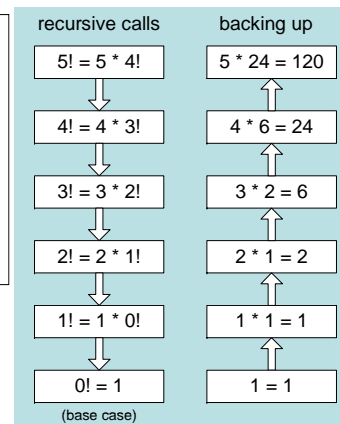 recursive calls
5! = 5 * 4!
4! = 4 * 3!
3! = 3 * 2!
2! = 2 * 1!
1! = 1 * 0!
0! = 1
(base case)
backing up
5 * 24 = 120
4 * 6 = 24
3 * 2 = 6
2 * 1 = 2
1 * 1 = 1
1 = 1